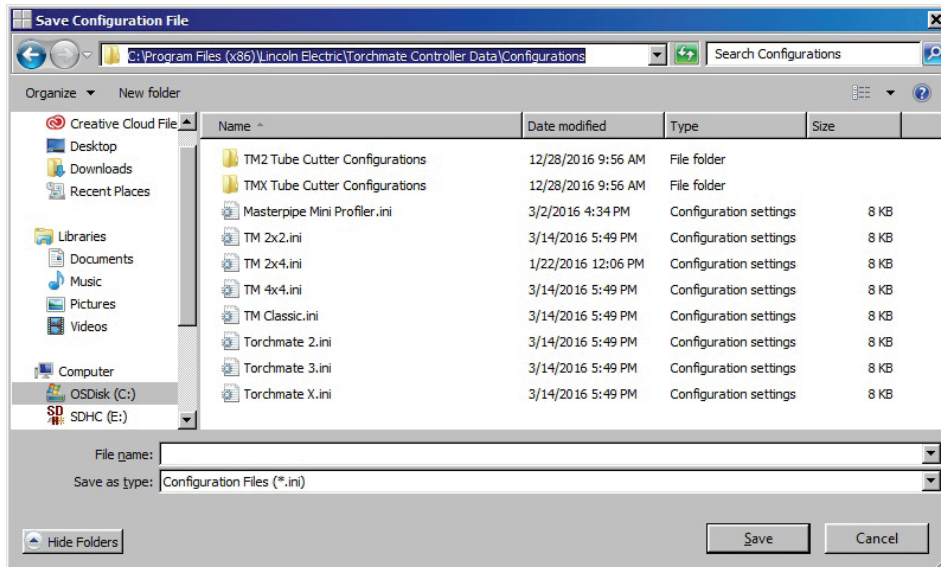 Save Configuration File
C:\Program Files (x86)\Lincoln Electric\Torchmate Controller Data\Configurations
Search Configurations
Organize
New folder
Creative Cloud File
Desktop
Downloads
Recent Places
Libraries
Documents
Music
Pictures
Videos
Computer
OSDisk (C:)
SDHC (E:)
Name Date modified Type Size
TM2 Tube Cutter Configurations 12/28/2016 9:56 AM File folder
TMX Tube Cutter Configurations 12/28/2016 9:56 AM File folder
Masterpipe Mini Profiler.ini 3/2/2016 4:34 PM Configuration settings 8 KB
TM 2x2.ini 3/14/2016 5:49 PM Configuration settings 8 KB
TM 2x4.ini 1/22/2016 12:06 PM Configuration settings 8 KB
TM 4x4.ini 3/14/2016 5:49 PM Configuration settings 8 KB
TM Classic.ini 3/14/2016 5:49 PM Configuration settings 8 KB
Torchmate 2.ini 3/14/2016 5:49 PM Configuration settings 8 KB
Torchmate 3.ini 3/14/2016 5:49 PM Configuration settings 8 KB
Torchmate X.ini 3/14/2016 5:49 PM Configuration settings 8 KB
File name:
Save as type: Configuration Files (*.ini)
Hide Folders
Save
Cancel